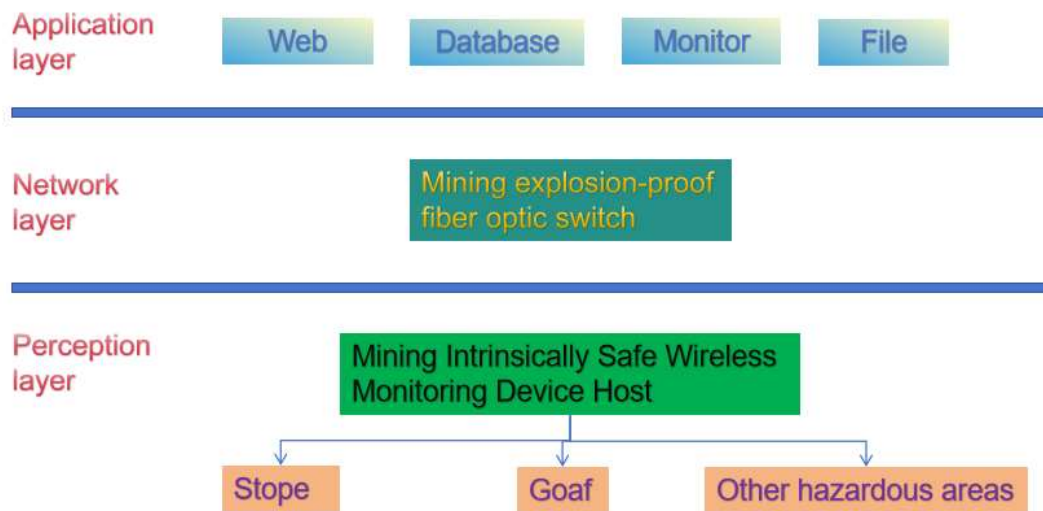 Application
layer
Web
Database
Monitor
File
Network
layer
Mining explosion-proof
fiber optic switch
Perception
layer
Mining Intrinsically Safe Wireless
Monitoring Device Host
Stope
Goaf
Other hazardous areas